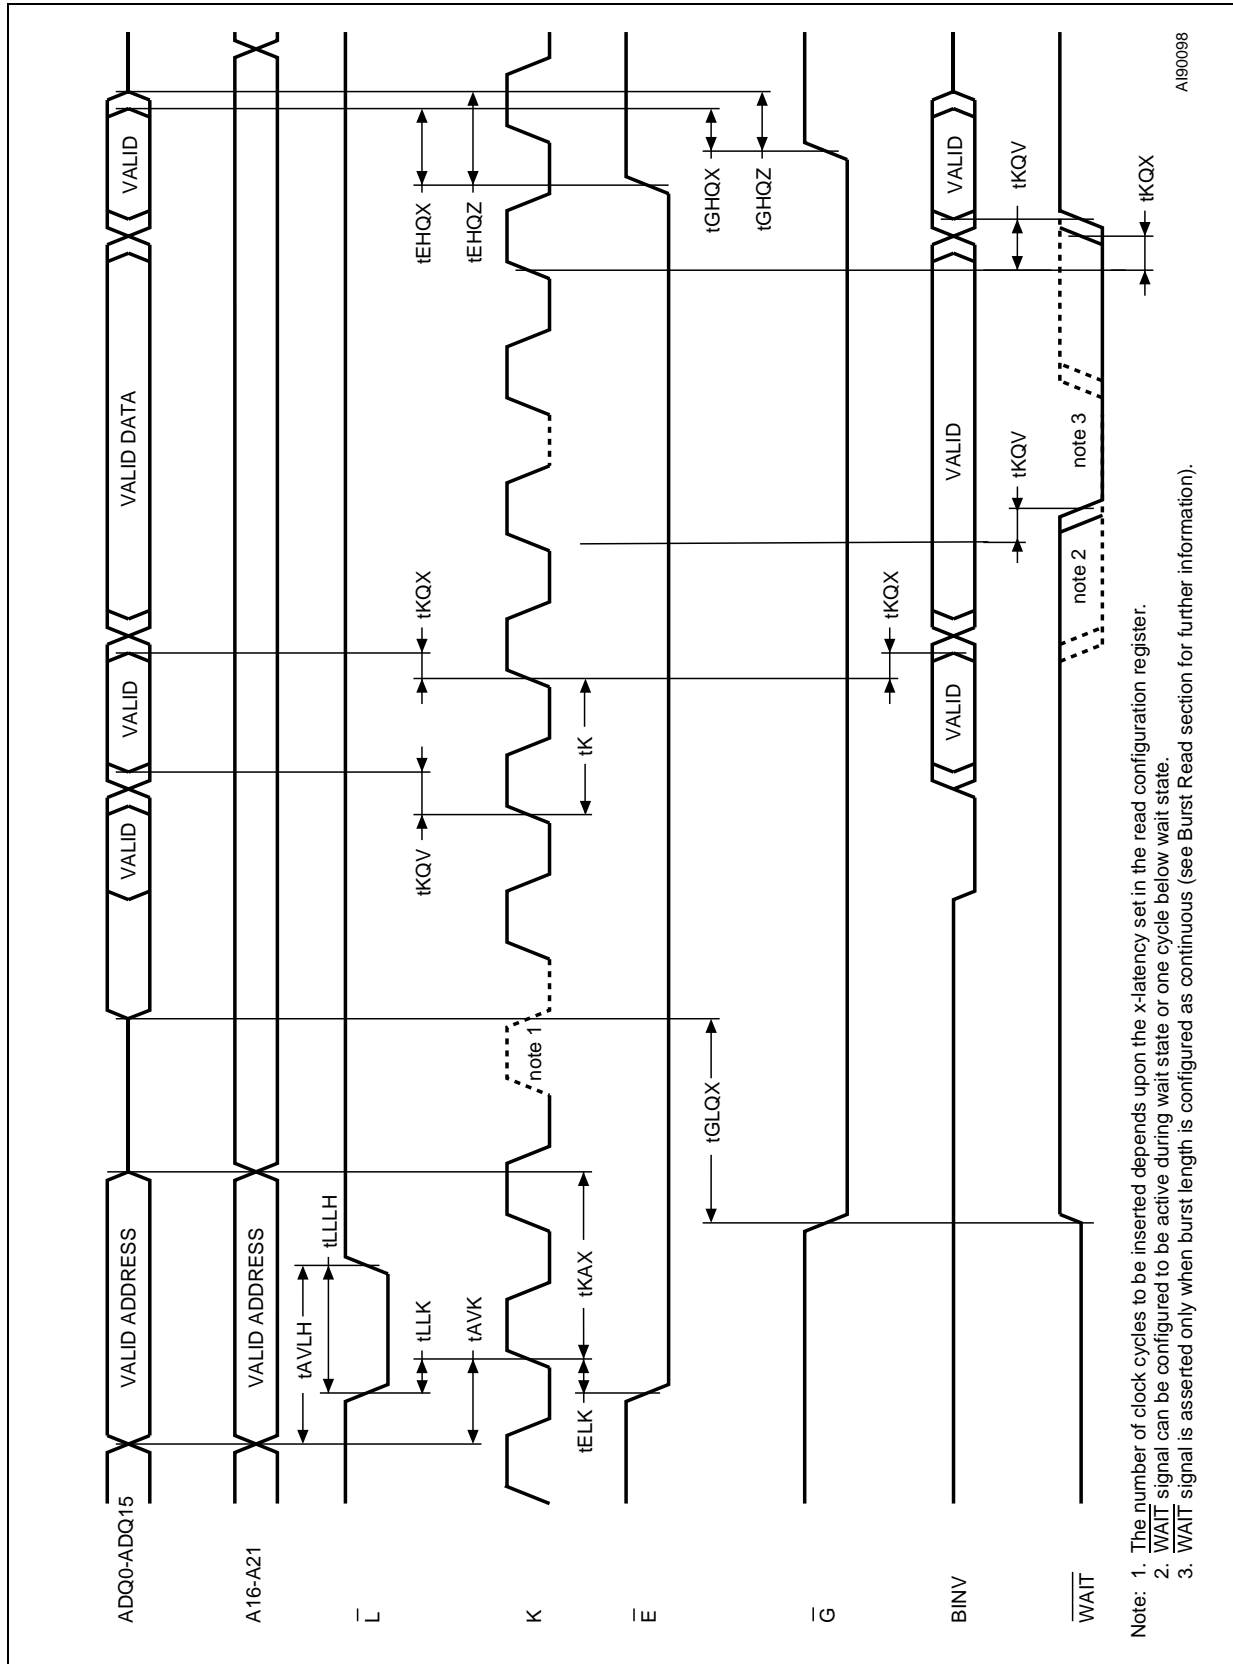 ADQ0-ADQ15
VALID ADDRESS
VALID
VALID
VALID DATA
VALID
A16-A21
VALID ADDRESS
tAVLH
tLLLH
L
tLLK
tAVK
tKQV
tKQX
tEHQX
tEHQZ
K
note 1
tELK
tKAX
tK
E
tGLQX
tGHQX
tGHQZ
G
tKQX
BINV
VALID
VALID
VALID
tKQV
tKQV
WAIT
note 2
note 3
tKQX
Note: 1. The number of clock cycles to be inserted depends upon the x-latency set in the read configuration register.
2. WAIT signal can be configured to be active during wait state or one cycle below wait state.
3. WAIT signal is asserted only when burst length is configured as continuous (see Burst Read section for further information).
AI90098